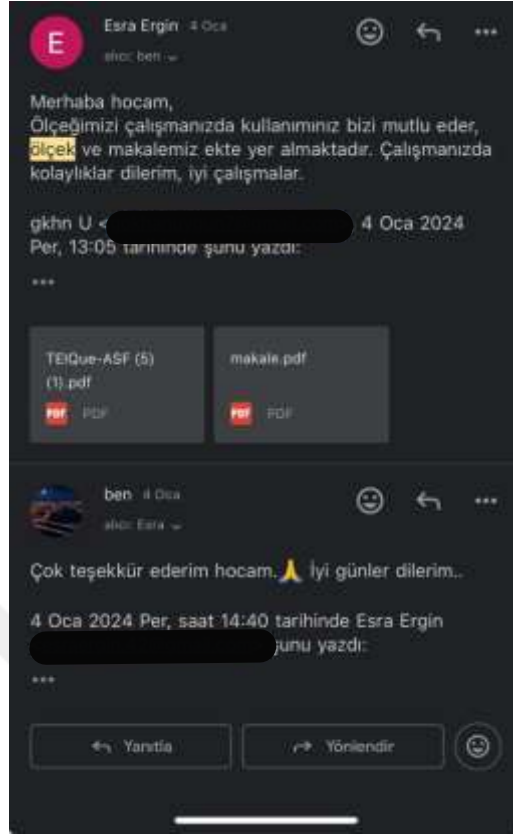 E
Esra Ergin 4 Oca
alıcı: ben
Merhaba hocam,
Ölçeğimizi çalışmanızda kullanımınız bizi mutlu eder,
ölçek ve makalemiz ekte yer almaktadır. Çalışmanızda
kolaylıklar dilerim, iyi çalışmalar.
gkhn U < 4 Oca 2024
Per, 13:05 tarihinde şunu yazdı:
TEIQue-ASF (5)
(1).pdf
PDF PDF
makale.pdf
PDF PDF
ben 4 Oca
alıcı: Esra
Çok teşekkür ederim hocam.🙏 İyi günler dilerim..
4 Oca 2024 Per, saat 14:40 tarihinde Esra Ergin
şunu yazdı:
Yanıtla
Yönlendir